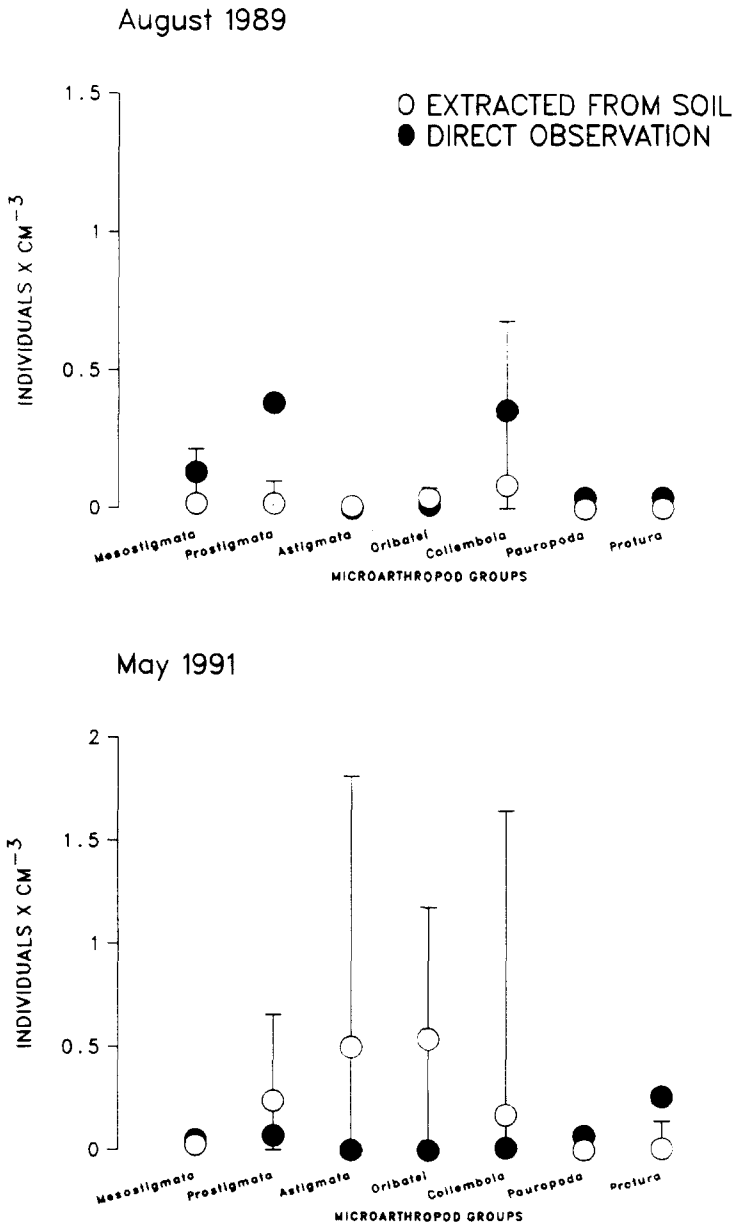 August 1989
1.5
○ EXTRACTED FROM SOIL
● DIRECT OBSERVATION
1
0.5
0
INDIVIDUALS X CM⁻³
Mesostigmata
Prostigmata
Astigmata
Oribatei
Collembola
Pauropoda
Protura
MICROARTHROPOD GROUPS
May 1991
2
1.5
1
0.5
0
INDIVIDUALS X CM⁻³
Mesostigmata
Prostigmata
Astigmata
Oribatei
Collembola
Pauropoda
Protura
MICROARTHROPOD GROUPS